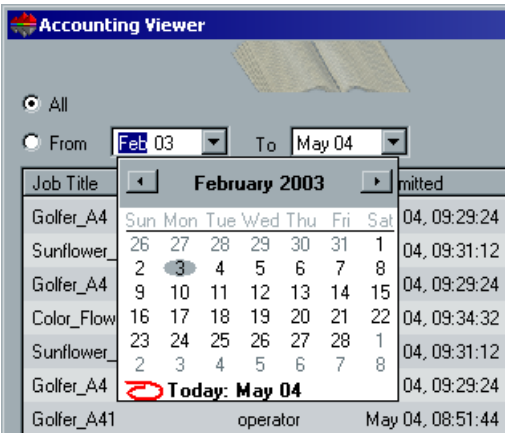 Accounting Viewer
All
From Feb 03 To May 04
Job Title mitted
February 2003
Sun Mon Tue Wed Thu Fri Sat
26 27 28 29 30 31 1
2 3 4 5 6 7 8
9 10 11 12 13 14 15
16 17 18 19 20 21 22
23 24 25 26 27 28 1
2 3 4 5 6 7 8
Today: May 04
Golfer_A4 04, 09:29:24
Sunflower_ 04, 09:31:12
Golfer_A4 04, 09:29:24
Color_Flow 04, 09:34:32
Sunflower_ 04, 09:31:12
Golfer_A4 04, 09:29:24
Golfer_A41 operator May 04, 08:51:44